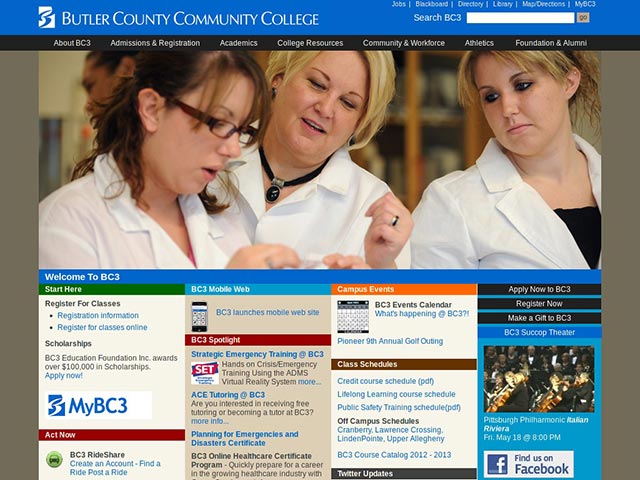 Jobs | Blackboard | Directory | Library | Map/Directions | MyBC3
BUTLER COUNTY COMMUNITY COLLEGE
Search BC3 go
About BC3 Admissions & Registration Academics College Resources Community & Workforce Athletics Foundation & Alumni
Welcome To BC3
Start Here
Register For Classes
Registration information
Register for classes online
Scholarships
BC3 Education Foundation Inc. awards
over $100,000 in Scholarships.
Apply now!
MyBC3
Act Now
BC3 RideShare
Create an Account - Find a
Ride Post a Ride
BC3 Mobile Web
BC3 launches mobile web site
BC3 Spotlight
Strategic Emergency Training @ BC3
SET
Hands on Crisis/Emergency
Training Using the ADMS
Virtual Reality System more...
ACE Tutoring @ BC3
Are you interested in receiving free
tutoring or becoming a tutor at BC3?
more info...
Planning for Emergencies and
Disasters Certificate
BC3 Online Healthcare Certificate
Program - Quickly prepare for a career
in the growing healthcare industry with
Campus Events
BC3 Events Calendar
What's happening @ BC3?!
Pioneer 9th Annual Golf Outing
Class Schedules
Credit course schedule (pdf)
Lifelong Learning course schedule
Public Safety Training schedule(pdf)
Off Campus Schedules
Cranberry, Lawrence Crossing,
LindenPointe, Upper Allegheny
BC3 Course Catalog 2012 - 2013
Twitter Updates
Apply Now to BC3
Register Now
Make a Gift to BC3
BC3 Succop Theater
Pittsburgh Philharmonic Italian
Riviera
Fri. May 18 @ 8:00 PM
Find us on
Facebook